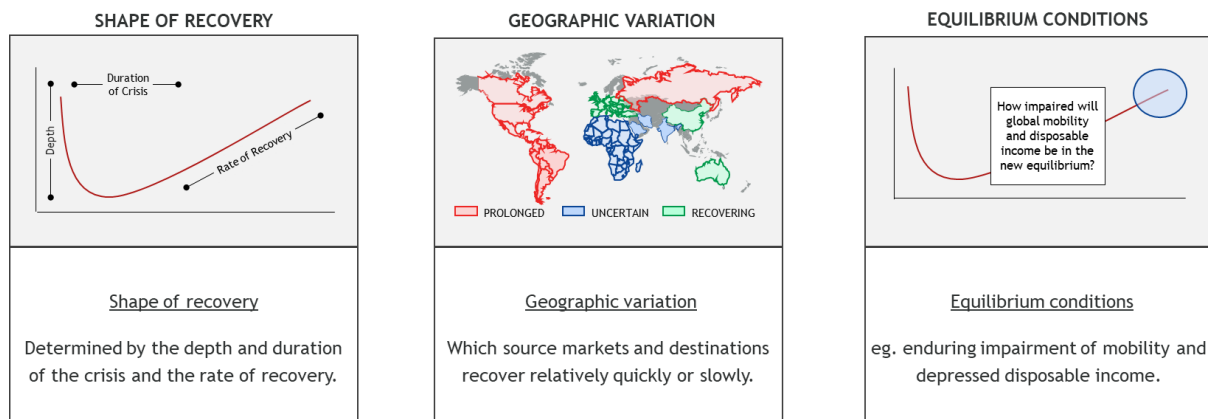 SHAPE OF RECOVERY
Duration
of Crisis
Depth
Rate of Recovery
Shape of recovery
Determined by the depth and duration
of the crisis and the rate of recovery.
GEOGRAPHIC VARIATION
PROLONGED
UNCERTAIN
RECOVERING
Geographic variation
Which source markets and destinations
recover relatively quickly or slowly.
EQUILIBRIUM CONDITIONS
How impaired will
global mobility
and disposable
income be in the
new equilibrium?
Equilibrium conditions
eg. enduring impairment of mobility and
depressed disposable income.